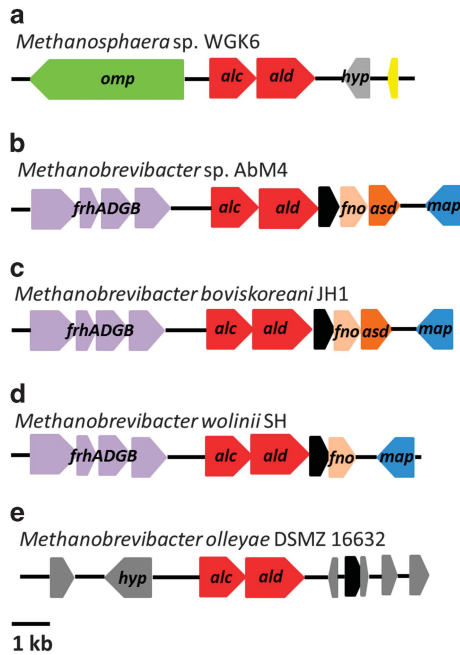 a
Methanosphaera sp. WGK6
omp alc ald hyp
b
Methanobrevibacter sp. AbM4
frhADGB alc ald fno asd map
c
Methanobrevibacter boviskoreani JH1
frhADGB alc ald fno asd map
d
Methanobrevibacter wolinii SH
frhADGB alc ald fno map
e
Methanobrevibacter olleyae DSMZ 16632
hyp alc ald
1 kb